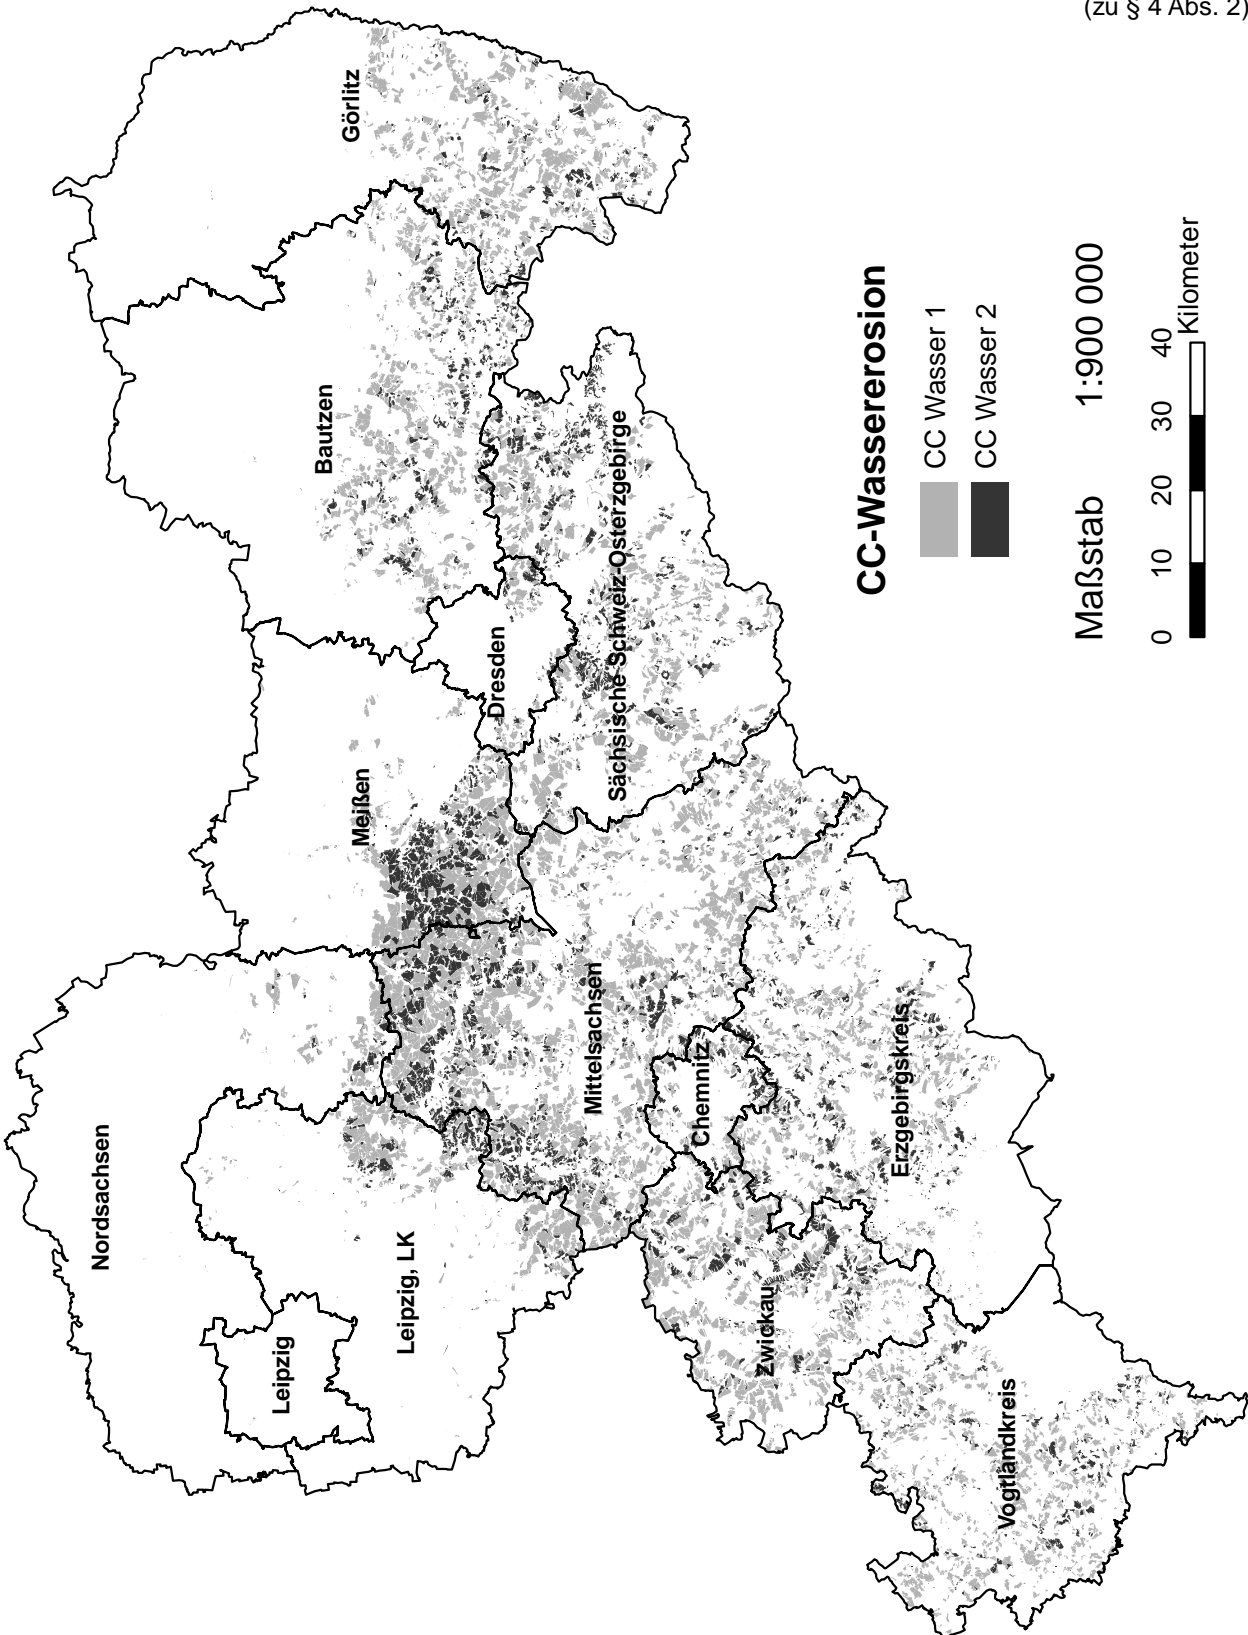 (zu § 4 Abs. 2)
Görlitz
Bautzen
Sächsische Schweiz-Osterzgebirge
Dresden
Meißen
Mittelsachsen
Chemnitz
Erzgebirgskreis
Nordsachsen
Leipzig, LK
Leipzig
Zwickau
Vogtlandkreis
CC-Wassererosion
CC Wasser 1
CC Wasser 2
Maßstab 1:900 000
0 10 20 30 40
Kilometer